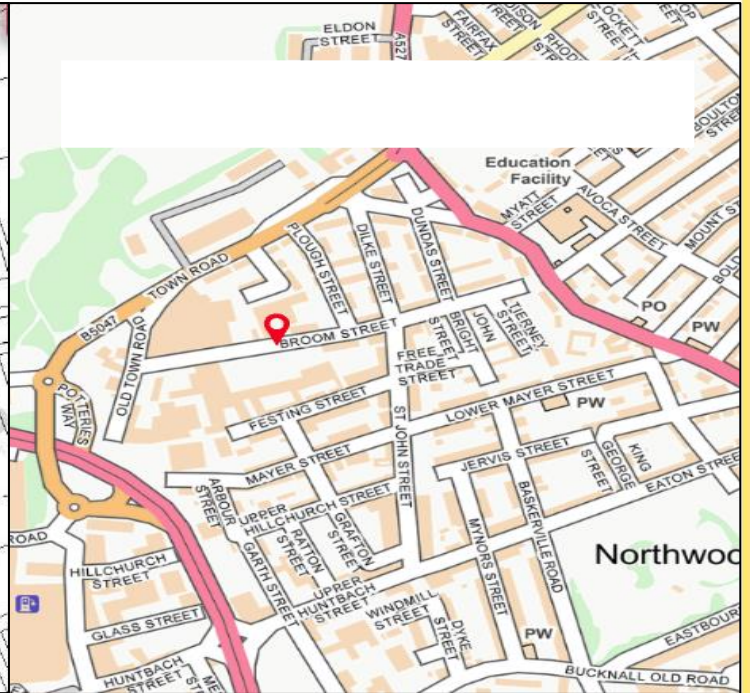 ELDON
STREET
A527
FAIRFAX
STREET
Education
Facility
MYATT
STREET
AVOCA STREET
MOUNT ST
BOLD
PO
PW
DUNDAS STREET
DILKE STREET
PLOUGH STREET
TOWN ROAD
B5047
OLD TOWN ROAD
POTTERIES
WAY
BROOM STREET
BRIGHT
STREET
JOHN
TIERNEY
STREET
FREE
TRADE
STREET
FESTING STREET
LOWER MAYER STREET
PW
ST JOHN STREET
MAYER STREET
JERVIS STREET
KING
GEORGE
STREET
EATON STREE
ARBOUR
STREET
UPPER
HILLCHURCH STREET
RAITON
STREET
GRAFTON
STREET
GARTH STREET
BASKERVILLE ROAD
MYNORS STREET
ROAD
HILLCHURCH
STREET
UPPER
HUNTBACH
STREET
WINDMILL
STREET
DYKE
STREET
Northwoo
GLASS STREET
PW
EASTBOUR
HUNTBACH
STREET
BUCKNALL OLD ROAD